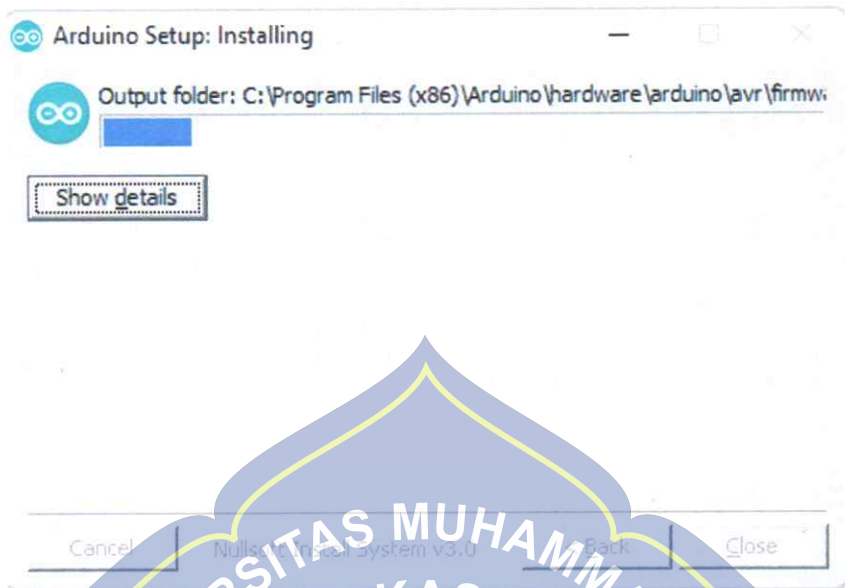 Arduino Setup: Installing
Output folder: C:\Program Files (x86)\Arduino\hardware\arduino\avr\firmw
Show details
Cancel
Nullsoft Install System v3.0
Back
Close
SITAS MUHAMM
KAS